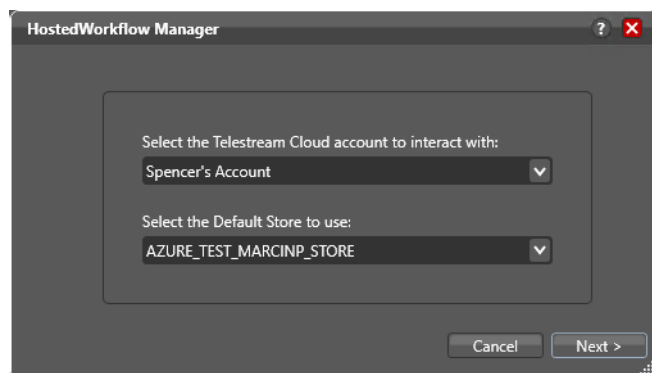 HostedWorkflow Manager
?
Select the Telestream Cloud account to interact with:
Spencer's Account
Select the Default Store to use:
AZURE_TEST_MARCINP_STORE
Cancel
Next >